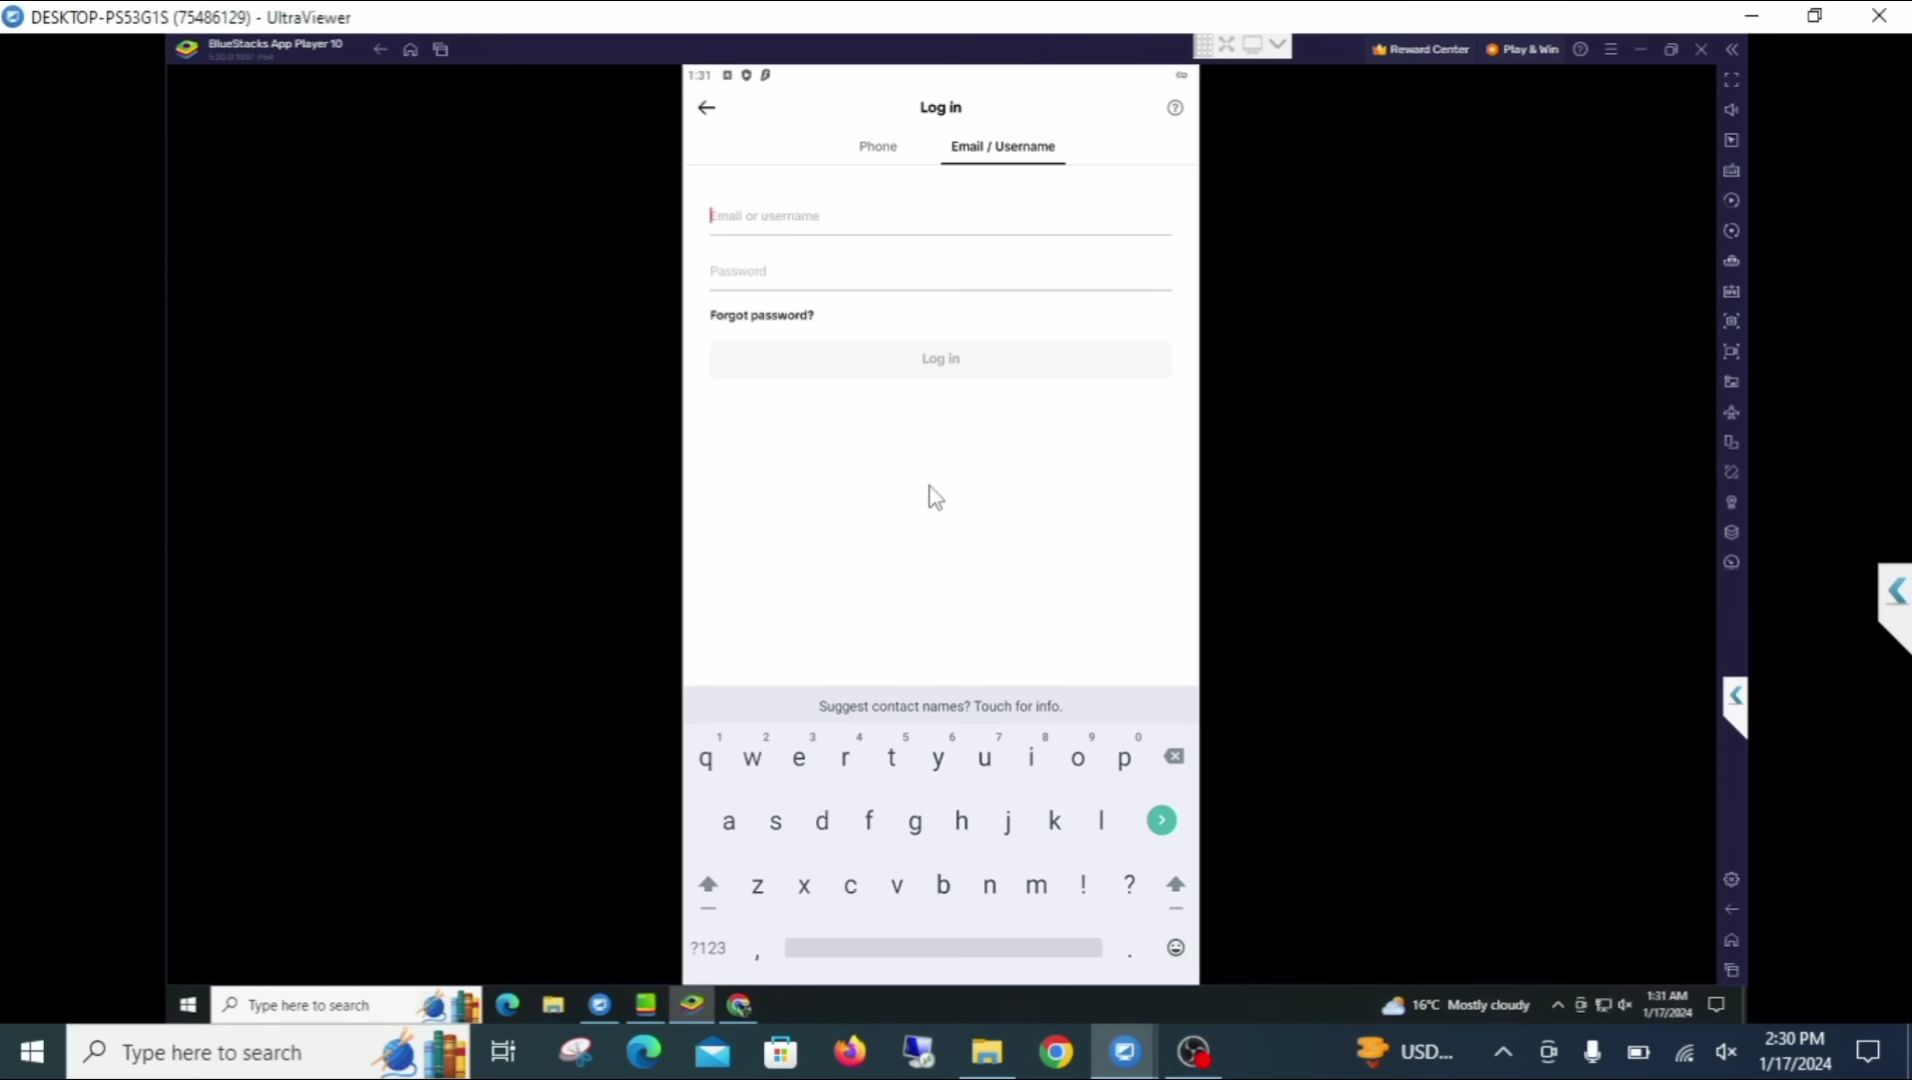 DESKTOP-PS53G1S (75486129) - UltraViewer
BlueStacks App Player 10
Reward Center
Play & Win
1:31
Log in
Phone
Email / Username
Email or username
Password
Forgot password?
Log in
Suggest contact names? Touch for info.
1 2 3 4 5 6 7 8 9 0
q w e r t y u i o p
a s d f g h j k l
z x c v b n m ! ?
?123 , .
Type here to search
16°C Mostly cloudy
1:31 AM
1/17/2024
Type here to search
USD...
2:30 PM
1/17/2024